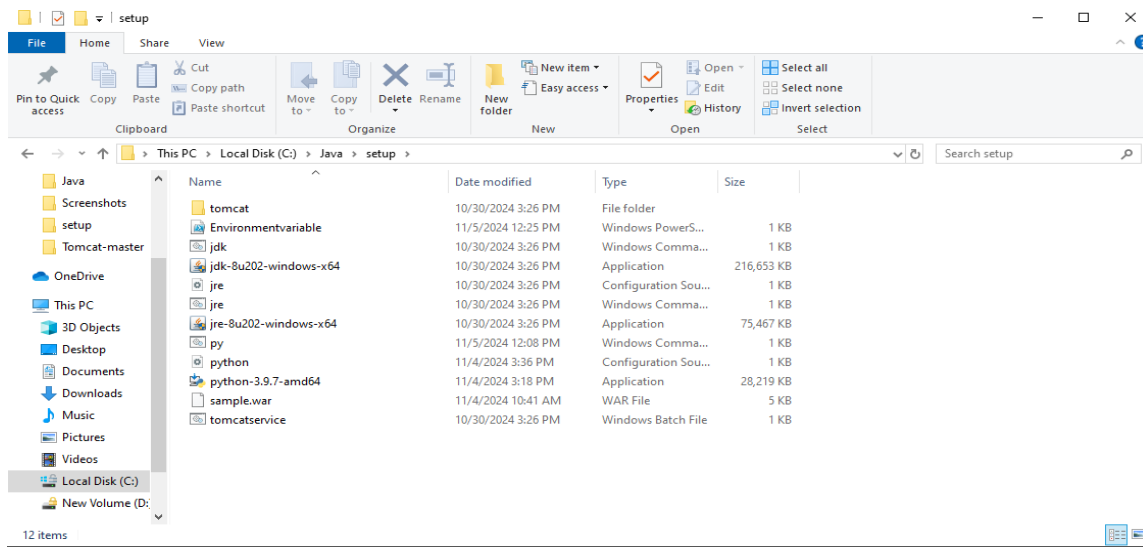 setup
File Home Share View
Pin to Quick access
Copy
Paste
Cut
Copy path
Paste shortcut
Clipboard
Move to
Copy to
Delete
Rename
Organize
New folder
New item
Easy access
New
Properties
Open
Edit
History
Open
Select all
Select none
Invert selection
Select
This PC > Local Disk (C:) > Java > setup >
Search setup
Java
Screenshots
setup
Tomcat-master
OneDrive
This PC
3D Objects
Desktop
Documents
Downloads
Music
Pictures
Videos
Local Disk (C:)
New Volume (D:
Name Date modified Type Size
tomcat 10/30/2024 3:26 PM File folder
Environmentvariable 11/5/2024 12:25 PM Windows PowerS... 1 KB
jdk 10/30/2024 3:26 PM Windows Comma... 1 KB
jdk-8u202-windows-x64 10/30/2024 3:26 PM Application 216,653 KB
jre 10/30/2024 3:26 PM Configuration Sou... 1 KB
jre 10/30/2024 3:26 PM Windows Comma... 1 KB
jre-8u202-windows-x64 10/30/2024 3:26 PM Application 75,467 KB
py 11/5/2024 12:08 PM Windows Comma... 1 KB
python 11/4/2024 3:36 PM Configuration Sou... 1 KB
python-3.9.7-amd64 11/4/2024 3:18 PM Application 28,219 KB
sample.war 11/4/2024 10:41 AM WAR File 5 KB
tomcatservice 10/30/2024 3:26 PM Windows Batch File 1 KB
12 items